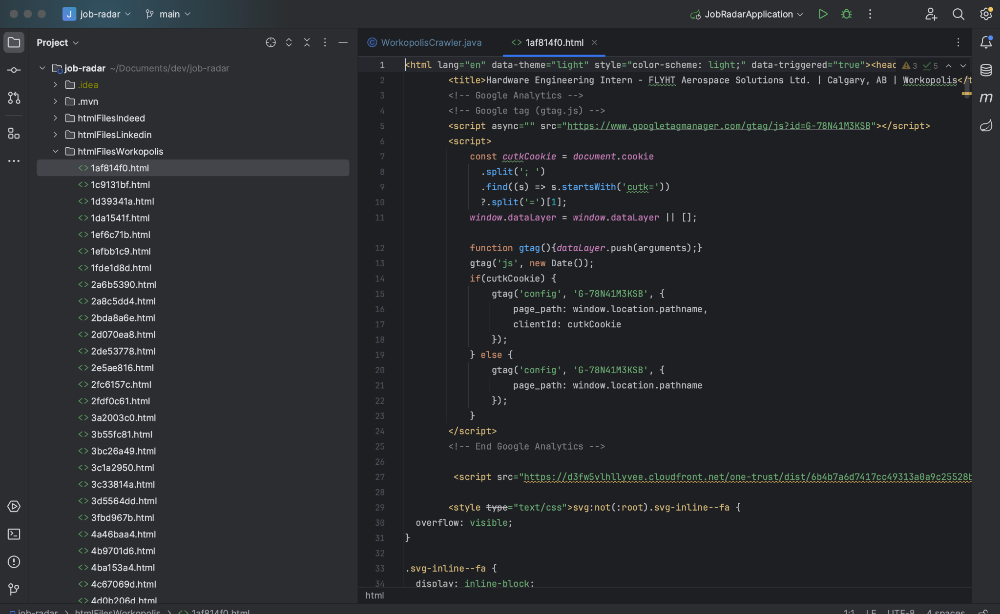 J job-radar main JobRadarApplication
Project
job-radar ~/Documents/dev/job-radar
.idea
.mvn
htmlFilesIndeed
htmlFilesLinkedin
htmlFilesWorkopolis
1af814f0.html
1c9131bf.html
1d39341a.html
1da1541f.html
1ef6c71b.html
1efbb1c9.html
1fde1d8d.html
2a6b5390.html
2a8c5dd4.html
2bda8a6e.html
2d070ea8.html
2de53778.html
2e5ae816.html
2fc6157c.html
2fdf0c61.html
3a2003c0.html
3b55fc81.html
3bc26a49.html
3c1a2950.html
3c33814a.html
3d5564dd.html
3fbd967b.html
4a46baa4.html
4b9701d6.html
4ba153a4.html
4c67069d.html
4d0b206d.html
WorkopolisCrawler.java 1af814f0.html
1 <html lang="en" data-theme="light" style="color-scheme: light;" data-triggered="true"><head 3 5
2 <title>Hardware Engineering Intern - FLYHT Aerospace Solutions Ltd. | Calgary, AB | Workopolis</t
3 <!-- Google Analytics -->
4 <!-- Google tag (gtag.js) -->
5 <script async="" src="https://www.googletagmanager.com/gtag/js?id=G-78N41M3KSB"></script>
6 <script>
7 const cutkCookie = document.cookie
8 .split('; ')
9 .find((s) => s.startsWith('cutk='))
10 ?.split('=')[1];
11 window.dataLayer = window.dataLayer || [];
12 function gtag(){dataLayer.push(arguments);}
13 gtag('js', new Date());
14 if(cutkCookie) {
15 gtag('config', 'G-78N41M3KSB', {
16 page_path: window.location.pathname,
17 clientId: cutkCookie
18 });
19 } else {
20 gtag('config', 'G-78N41M3KSB', {
21 page_path: window.location.pathname
22 });
23 }
24 </script>
25 <!-- End Google Analytics -->
26
27 <script src="https://d3fw5vlhllyvee.cloudfront.net/one-trust/dist/6b4b7a6d7417cc49313a0a9c25528b
28
29 <style type="text/css">svg:not(:root).svg-inline--fa {
30 overflow: visible;
31 }
32
33 .svg-inline--fa {
34 display: inline-block;
html
m
job-radar htmlFilesWorkopolis 1af814f0.html 1:1 LF UTF-8 4 spaces